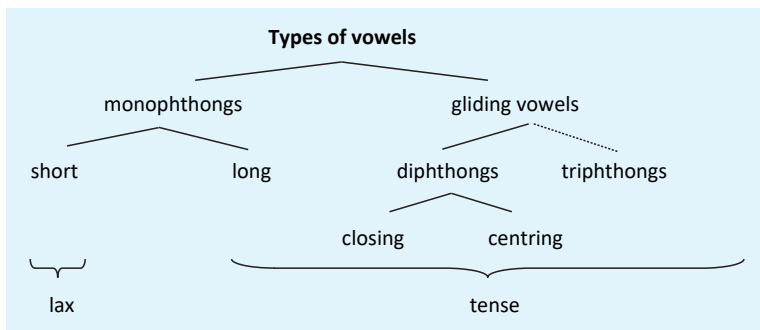 Types of vowels
monophthongs gliding vowels
short long diphthongs triphthongs
closing centring
lax tense